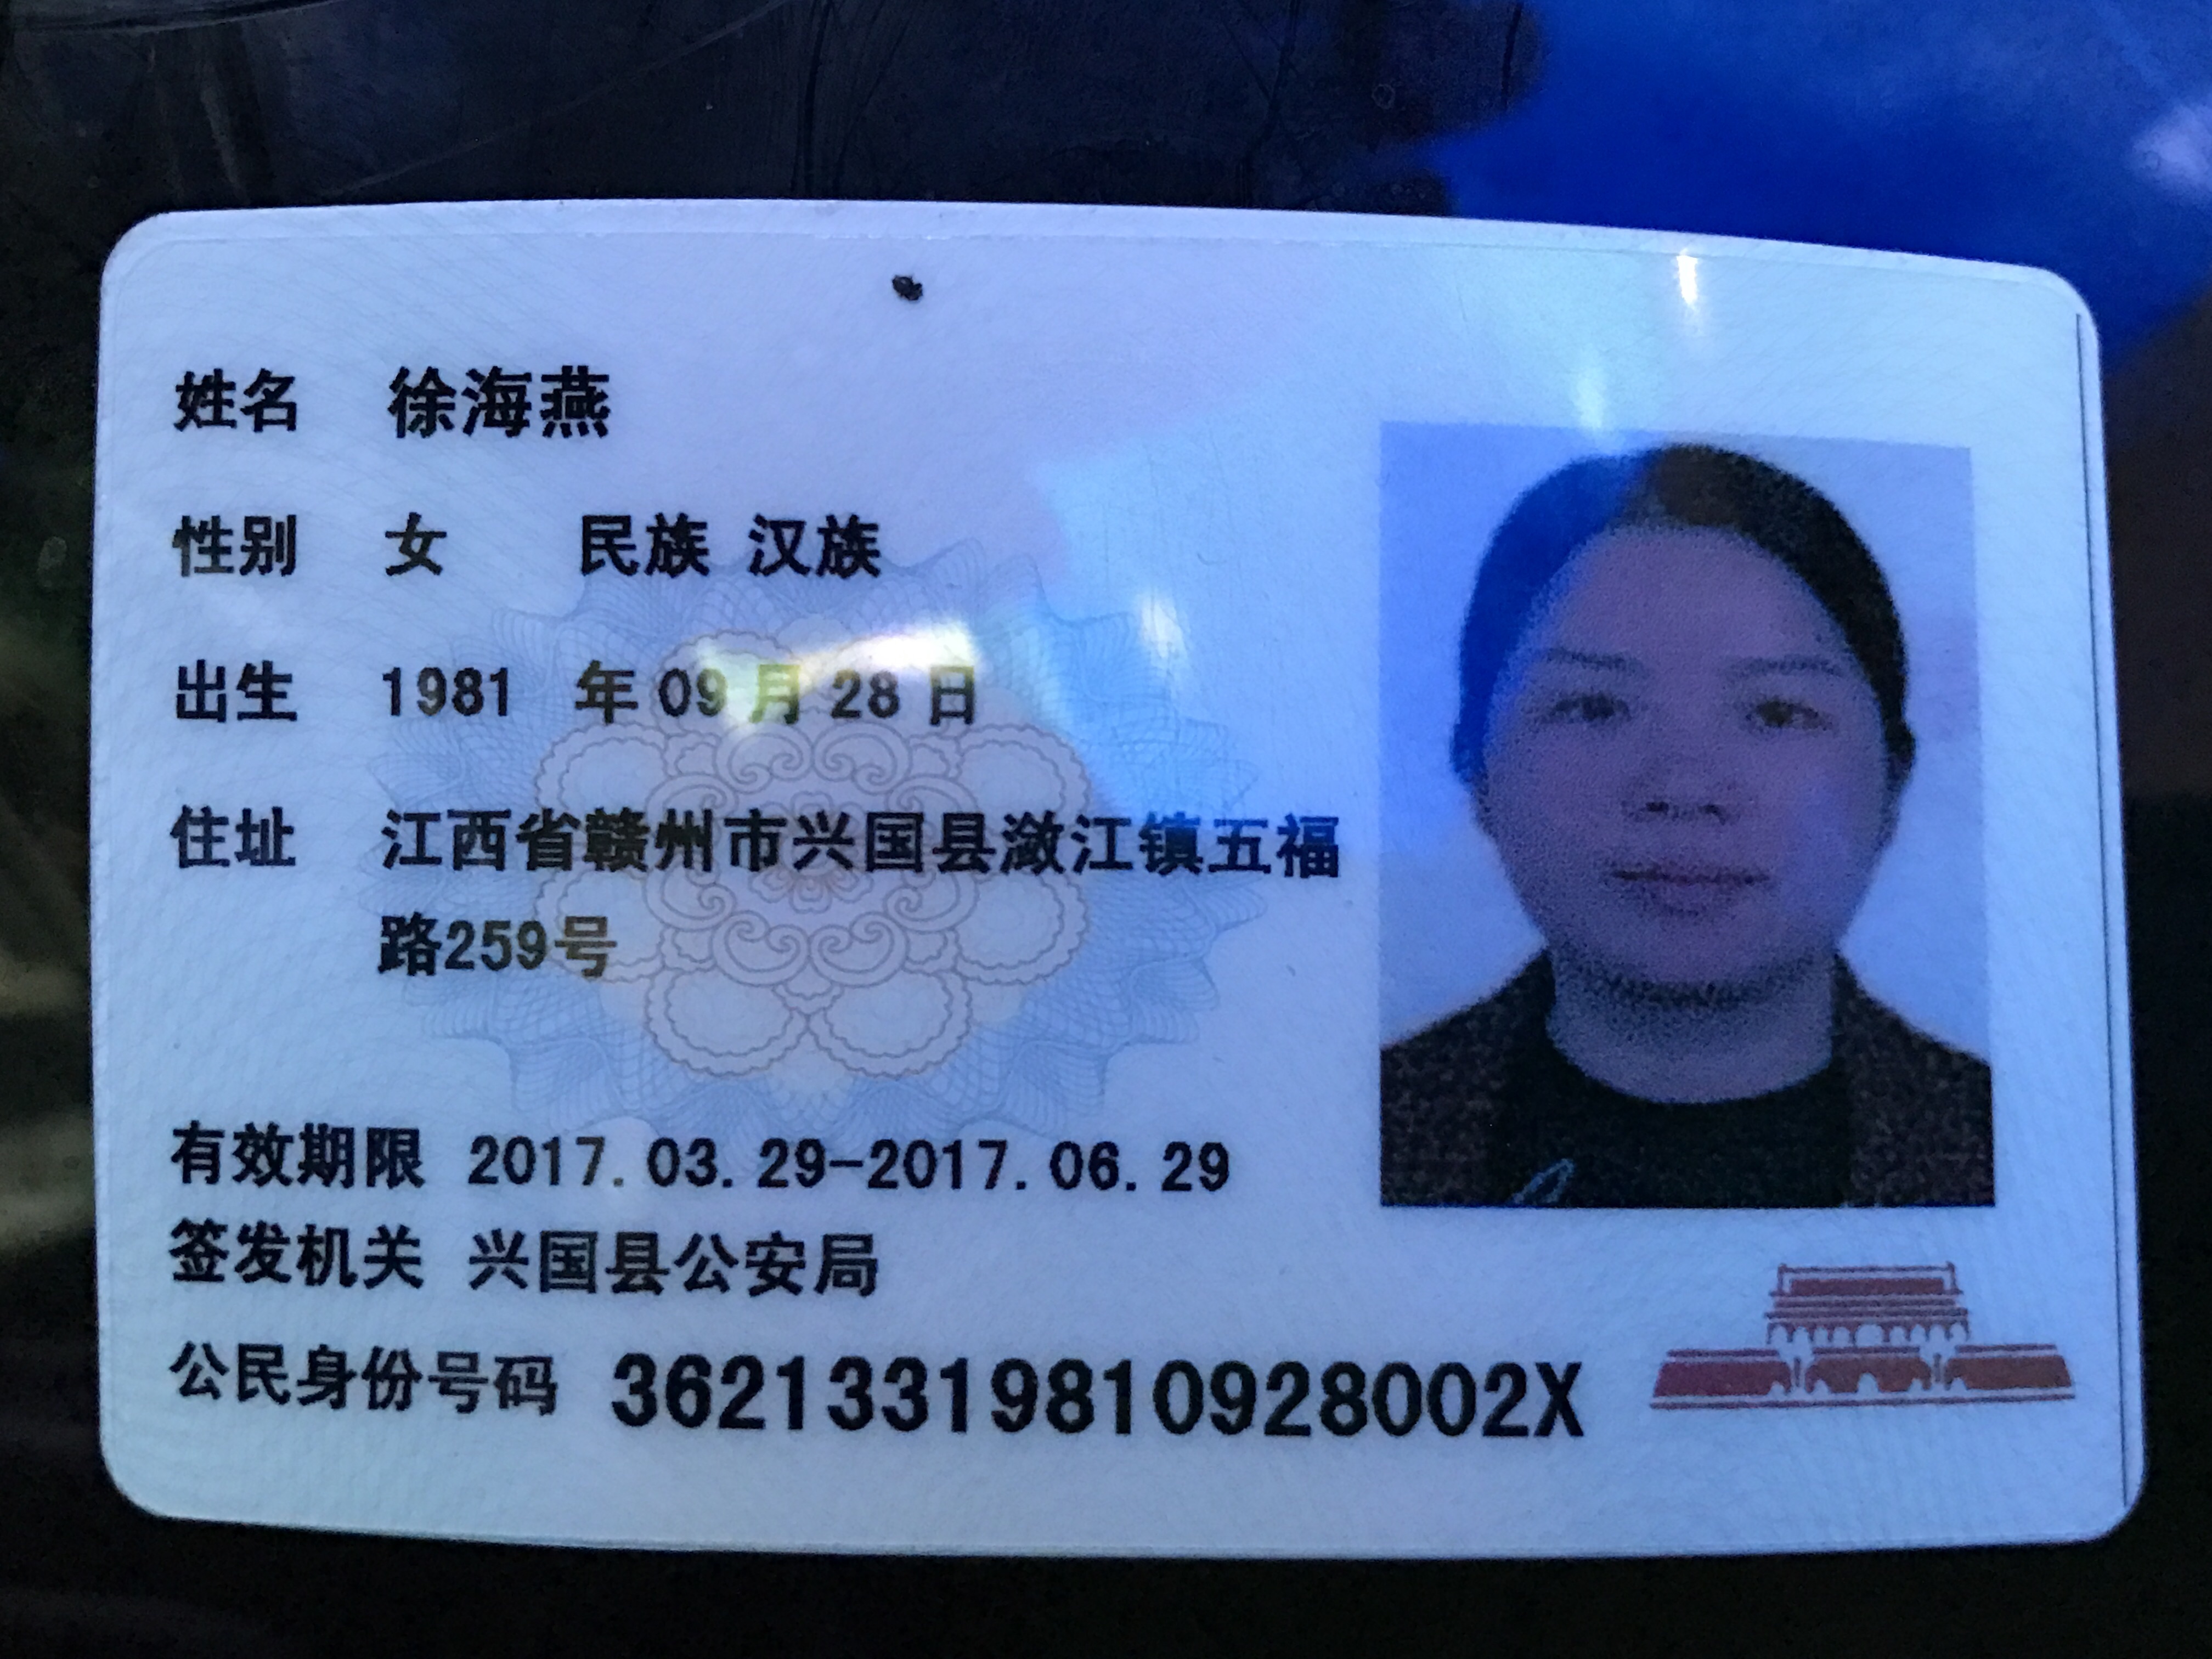 姓名 徐海燕
性别 女 民族 汉族
出生 1981 年 09 月 28 日
住址 江西省赣州市兴国县潋江镇五福
路259号
有效期限 2017.03.29-2017.06.29
签发机关 兴国县公安局
公民身份号码 36213319810928002X